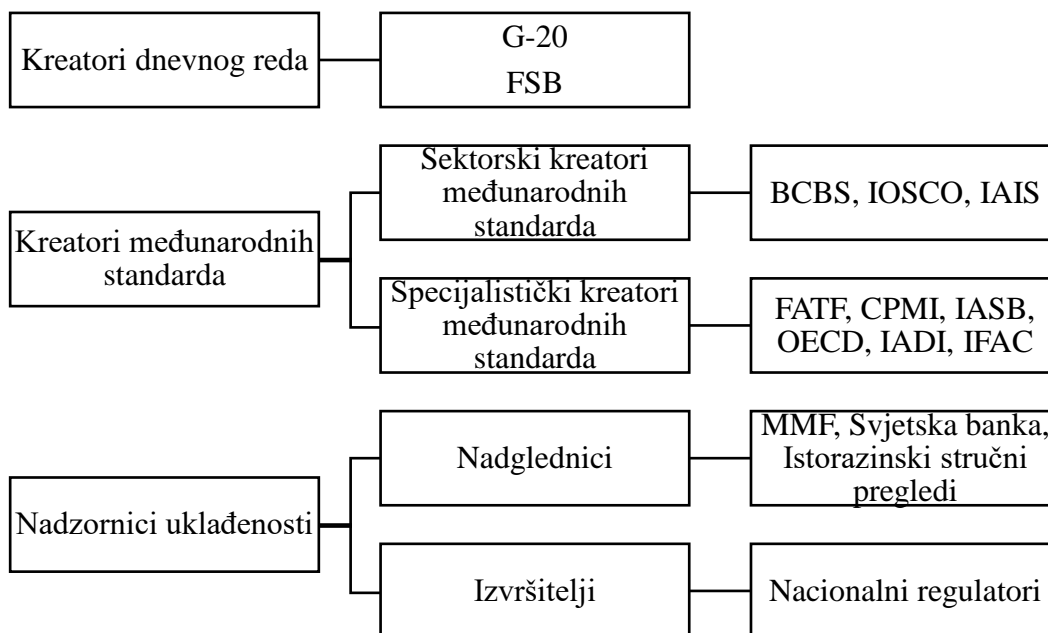 Kreatori dnevnog reda
G-20
FSB
Kreatori međunarodnih
standarda
Sektorski kreatori
međunarodnih
standarda
BCBS, IOSCO, IAIS
Specijalistički kreatori
međunarodnih
standarda
FATF, CPMI, IASB,
OECD, IADI, IFAC
Nadzornici uklađenosti
Nadglednici
MMF, Svjetska banka,
Istorazinski stručni
pregledi
Izvršitelji
Nacionalni regulatori